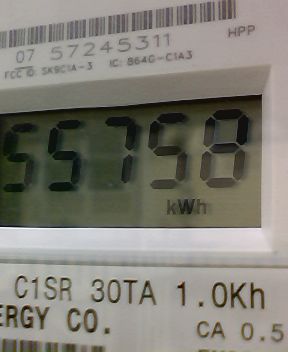 07 57245311
HPP
FCC ID: SK9C1A-3 IC: 864G-C1A3
55758
kWh
C1SR 30TA 1.0Kh
ERGY CO.
CA 0.5